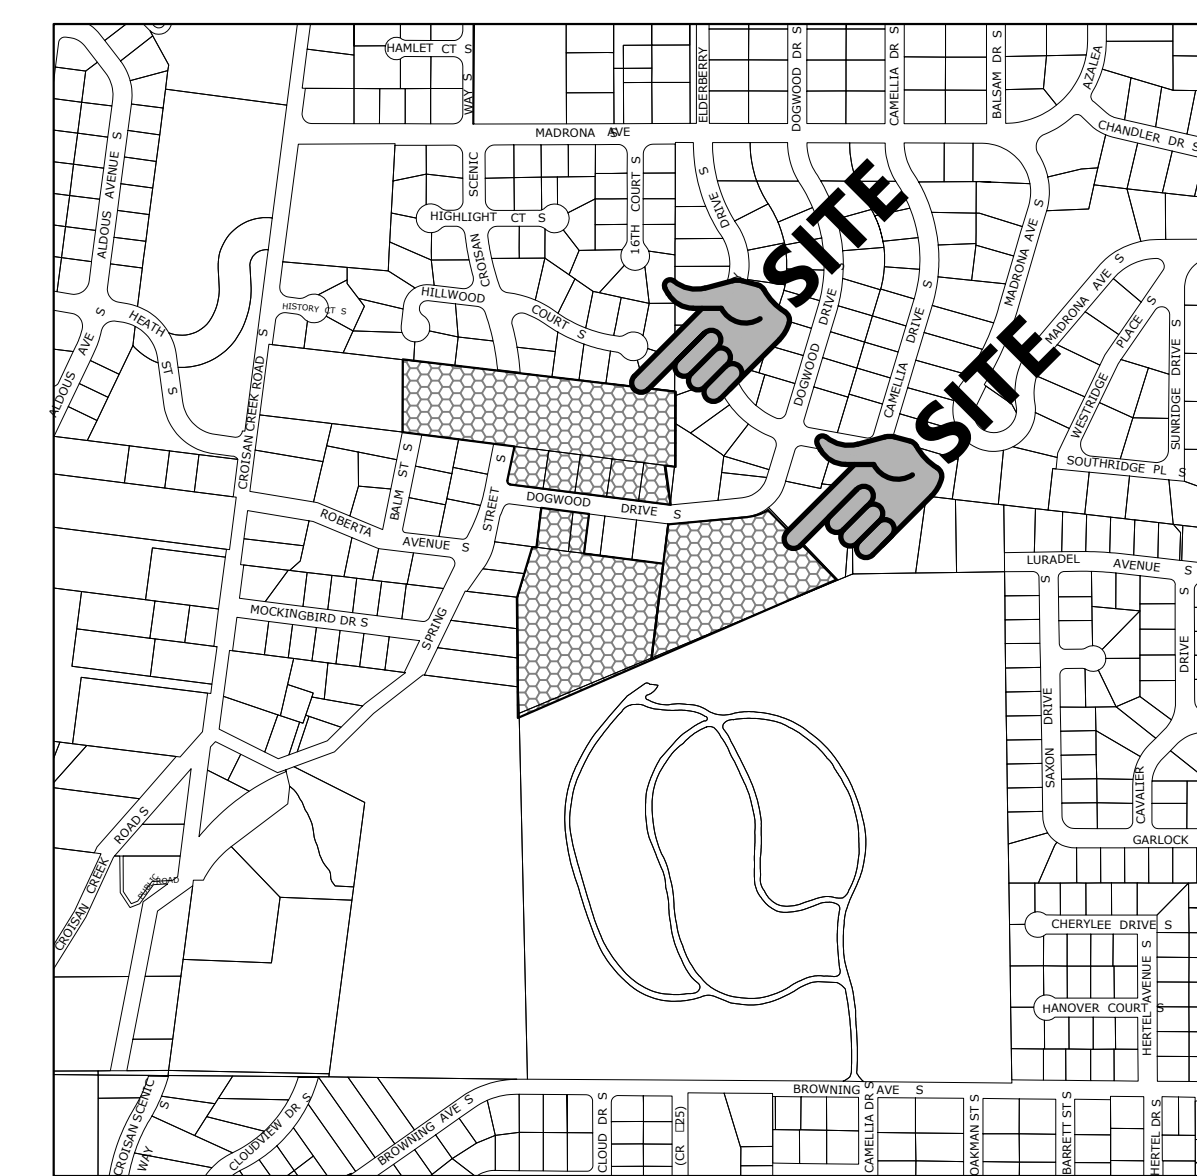 HAMLET CT S
WAY S
ELDERBERRY
DOGWOOD DR S
CAMELLIA DR S
BALSAM DR S
AZALEA
CHANDLER DR S
MADRONA AVE S
ALDOUS AVENUE S
SCENIC
CROISAN
HIGHLIGHT CT S
16TH COURT S
DRIVE S
SITE
MADRONA AVE S
MADRONA AVE S
HILLWOOD
COURT S
HISTORY CT S
HEATH
ST S
ALDOUS AVE S
CROISAN CREEK ROAD S
DOGWOOD DRIVE S
CAMELLIA DRIVE S
SITE
WESTRIDGE PLACE S
SUNRIDGE DRIVE S
SOUTHRIDGE PL S
BALM ST S
STREET S
SPRING
DOGWOOD DRIVE S
ROBERTA
AVENUE S
LURADEL AVENUE S
S
DRIVE S
MOCKINGBIRD DR S
SAXON DRIVE
CAVALIER
GARLOCK
CROISAN CREEK ROAD S
PUBLIC ROAD
CHERYLEE DRIVE S
HANOVER COURT S
HERTEL AVENUE S
BROWNING AVE S
CROISAN SCENIC
WAY S
CLOUDVIEW DR S
BROWNING AVE S
CLOUD DR S
(CR □25)
CAMELLIA DR S
OAKMAN ST S
BARRETT ST S
HERTEL DR S